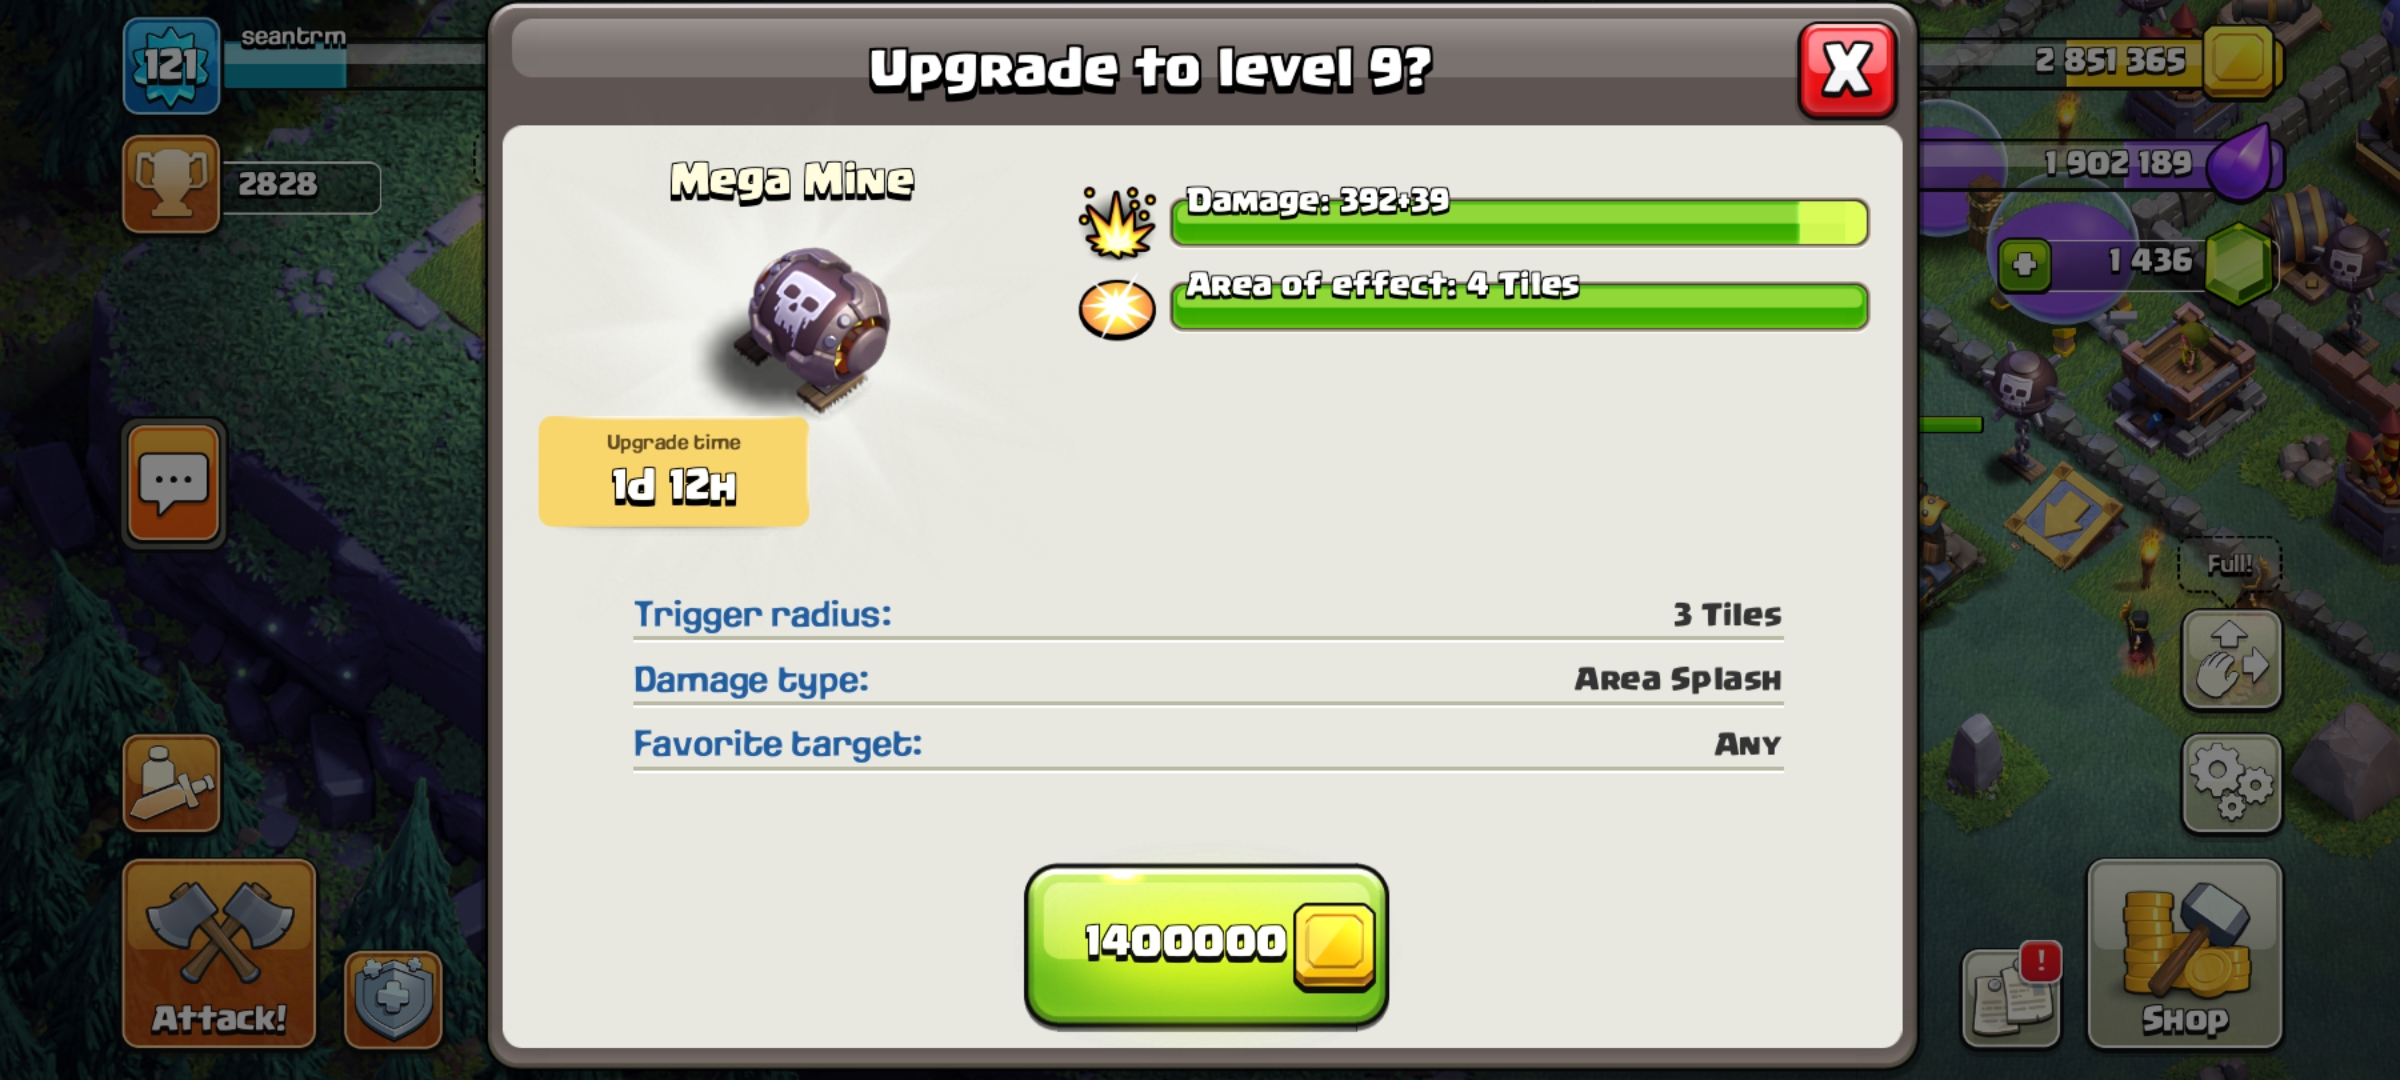 121
seantrm
2828
Upgrade to level 9?
X
2 851 365
1 902 189
1 436
Mega Mine
Damage: 392+39
Area of effect: 4 Tiles
Upgrade time
1d 12H
Full!
Trigger radius: 3 Tiles
Damage type: Area Splash
Favorite target: Any
1400000
Attack!
!
Shop